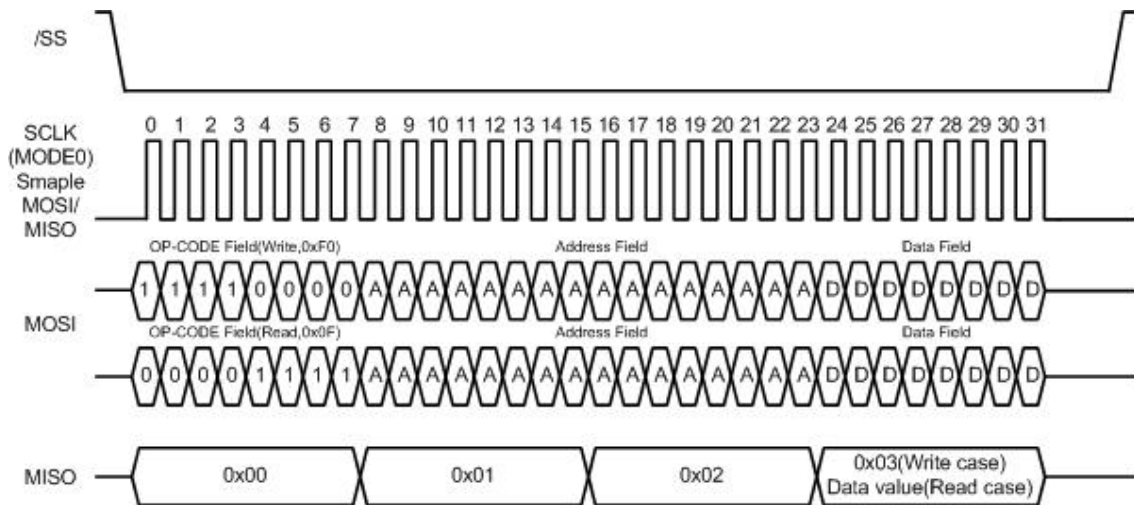 /SS
0 1 2 3 4 5 6 7 8 9 10 11 12 13 14 15 16 17 18 19 20 21 22 23 24 25 26 27 28 29 30 31
SCLK
(MODE0)
Smaple
MOSI/
MISO
OP-CODE Field(Write,0xF0) Address Field Data Field
1 1 1 1 0 0 0 0 A A A A A A A A A A A A A A A A D D D D D D D D
MOSI
OP-CODE Field(Read,0x0F) Address Field Data Field
0 0 0 0 1 1 1 1 A A A A A A A A A A A A A A A A D D D D D D D D
MISO
0x00 0x01 0x02 0x03(Write case)
Data value(Read case)